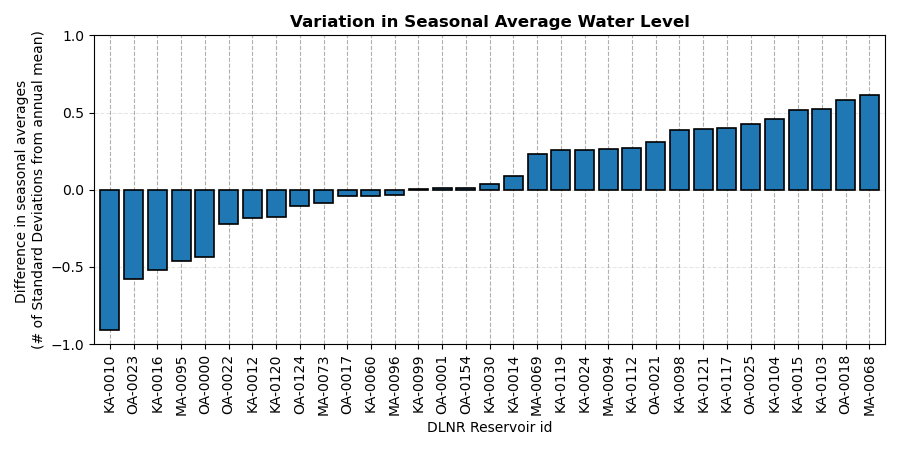 Variation in Seasonal Average Water Level
Difference in seasonal averages
(# of Standard Deviations from annual mean)
1.0
0.5
0.0
−0.5
−1.0
KA-0010
OA-0023
KA-0016
MA-0095
OA-0000
OA-0022
KA-0012
KA-0120
OA-0124
MA-0073
OA-0017
KA-0060
MA-0096
KA-0099
OA-0001
OA-0154
KA-0030
KA-0014
MA-0069
KA-0119
KA-0024
MA-0094
KA-0112
OA-0021
KA-0098
KA-0121
KA-0117
OA-0025
KA-0104
KA-0015
KA-0103
OA-0018
MA-0068
DLNR Reservoir id